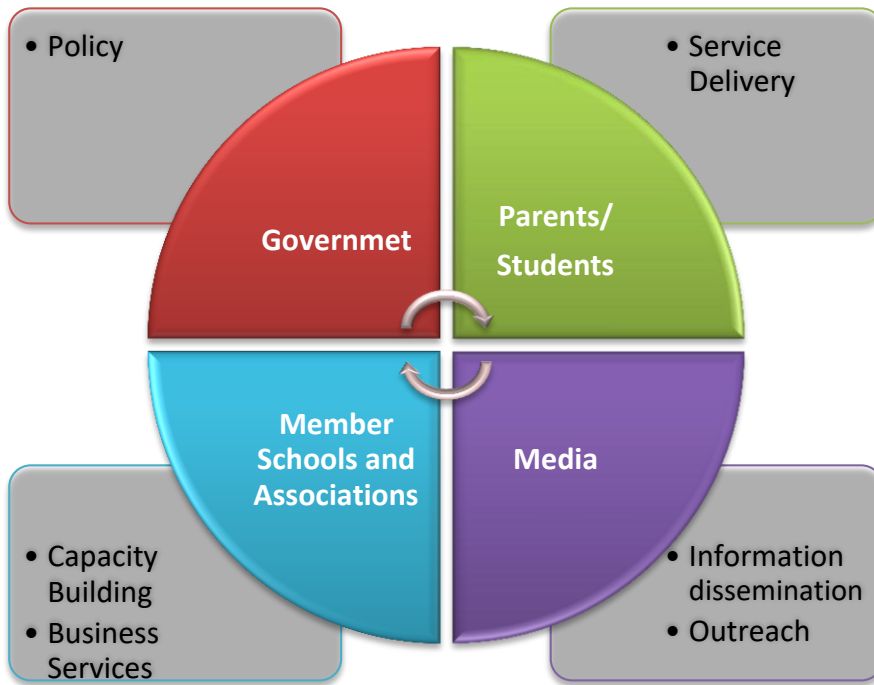 • Policy
• Service
Delivery
Governmet
Parents/
Students
Member
Schools and
Associations
Media
• Capacity
Building
• Business
Services
• Information
dissemination
• Outreach